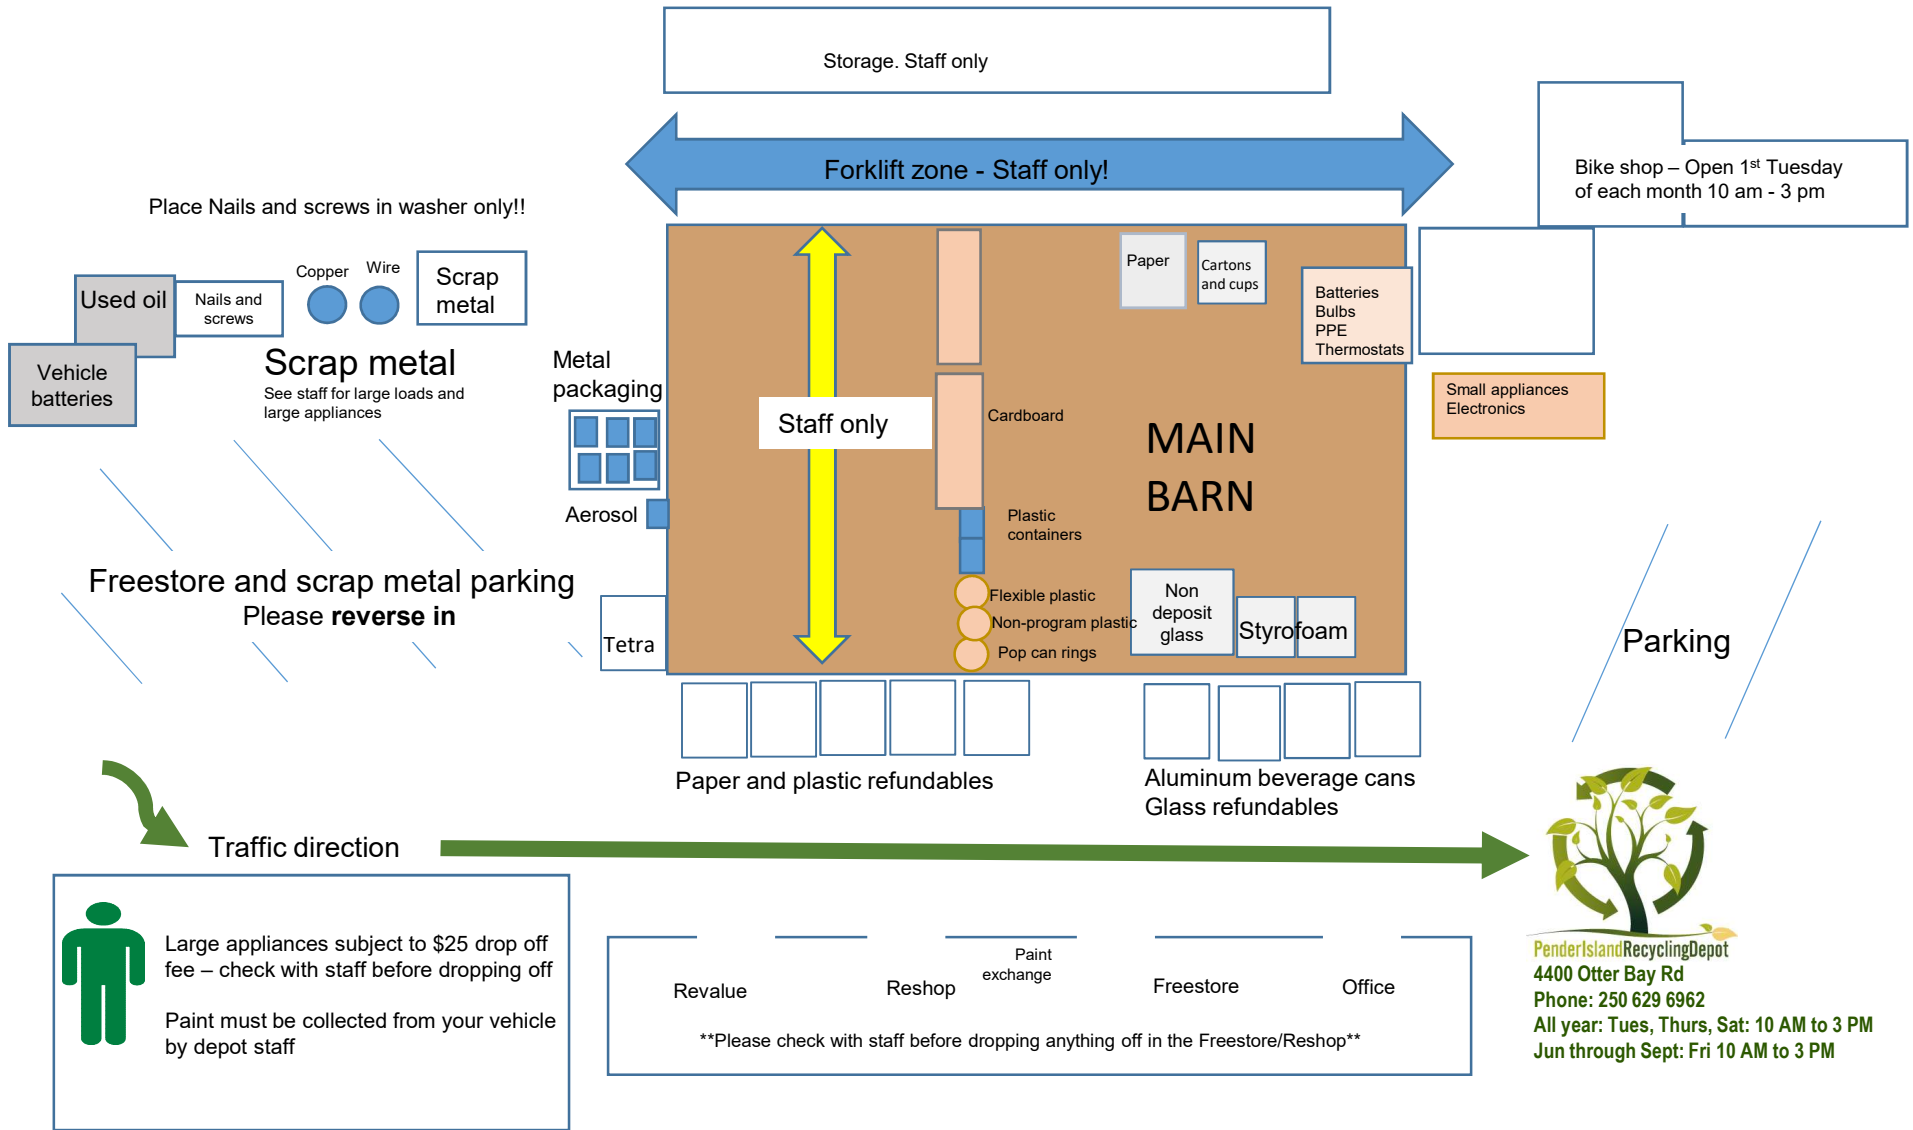 Storage. Staff only
Forklift zone - Staff only!
Bike shop – Open 1st Tuesday
of each month 10 am - 3 pm
Place Nails and screws in washer only!!
Used oil
Nails and
screws
Copper
Wire
Scrap
metal
Vehicle
batteries
Scrap metal
See staff for large loads and
large appliances
Metal
packaging
Aerosol
Freestore and scrap metal parking
Please reverse in
Tetra
Staff only
Cardboard
Plastic
containers
Flexible plastic
Non-program plastic
Pop can rings
Paper
Cartons
and cups
Batteries
Bulbs
PPE
Thermostats
Small appliances
Electronics
MAIN
BARN
Non
deposit
glass
Styrofoam
Parking
Paper and plastic refundables
Aluminum beverage cans
Glass refundables
Traffic direction
Large appliances subject to $25 drop off
fee – check with staff before dropping off
Paint must be collected from your vehicle
by depot staff
Revalue
Reshop
Paint
exchange
Freestore
Office
**Please check with staff before dropping anything off in the Freestore/Reshop**
PenderIslandRecyclingDepot
4400 Otter Bay Rd
Phone: 250 629 6962
All year: Tues, Thurs, Sat: 10 AM to 3 PM
Jun through Sept: Fri 10 AM to 3 PM